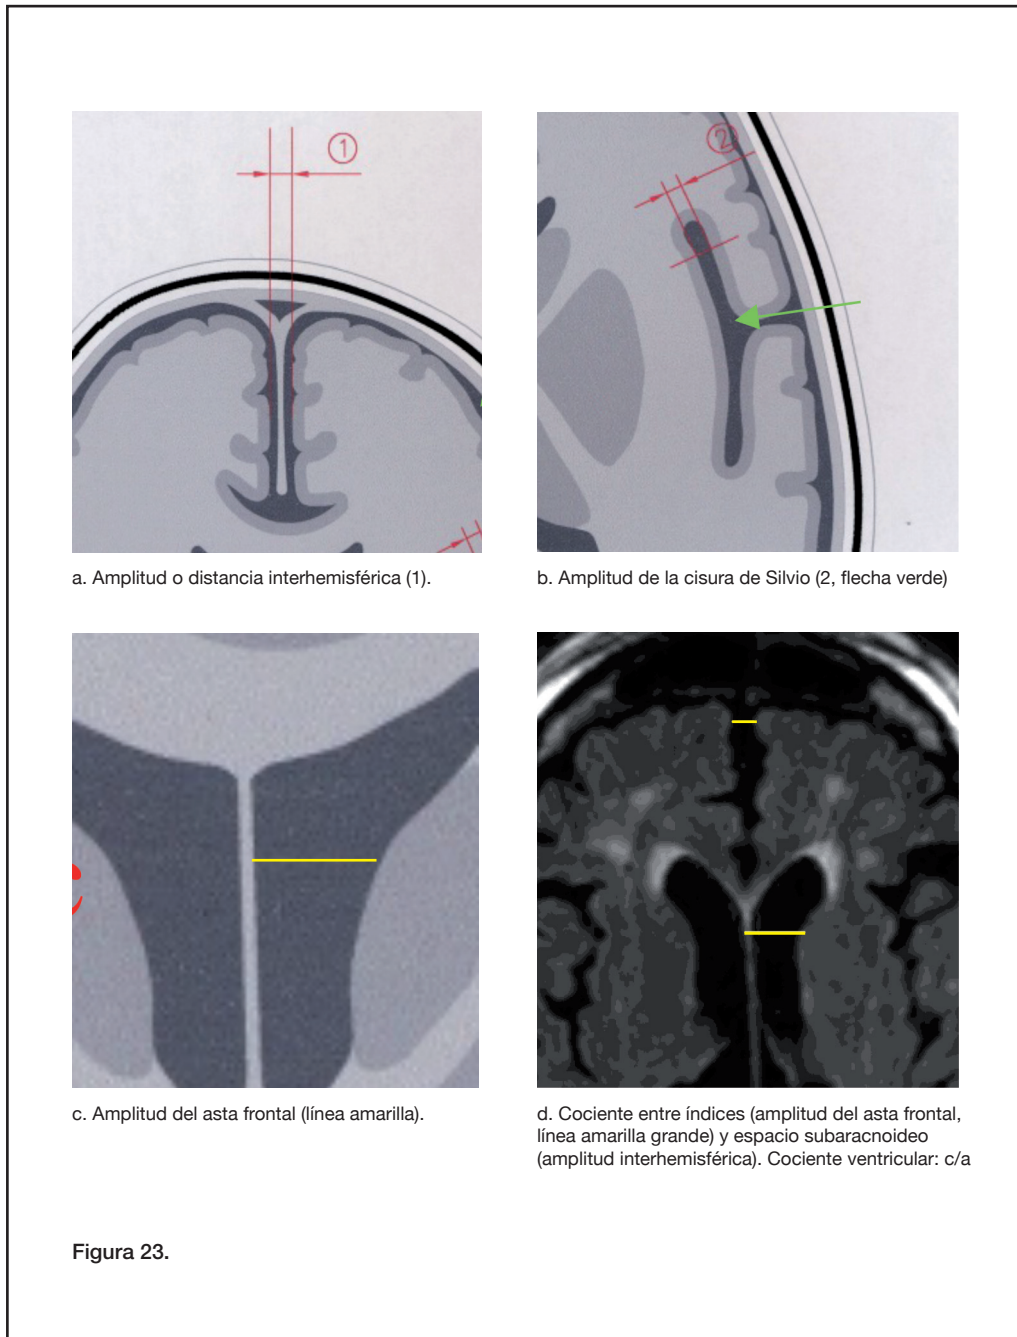 ①
②
a. Amplitud o distancia interhemisférica (1).
b. Amplitud de la cisura de Silvio (2, flecha verde)
c. Amplitud del asta frontal (línea amarilla).
d. Cociente entre índices (amplitud del asta frontal,
línea amarilla grande) y espacio subaracnoideo
(amplitud interhemisférica). Cociente ventricular: c/a
Figura 23.